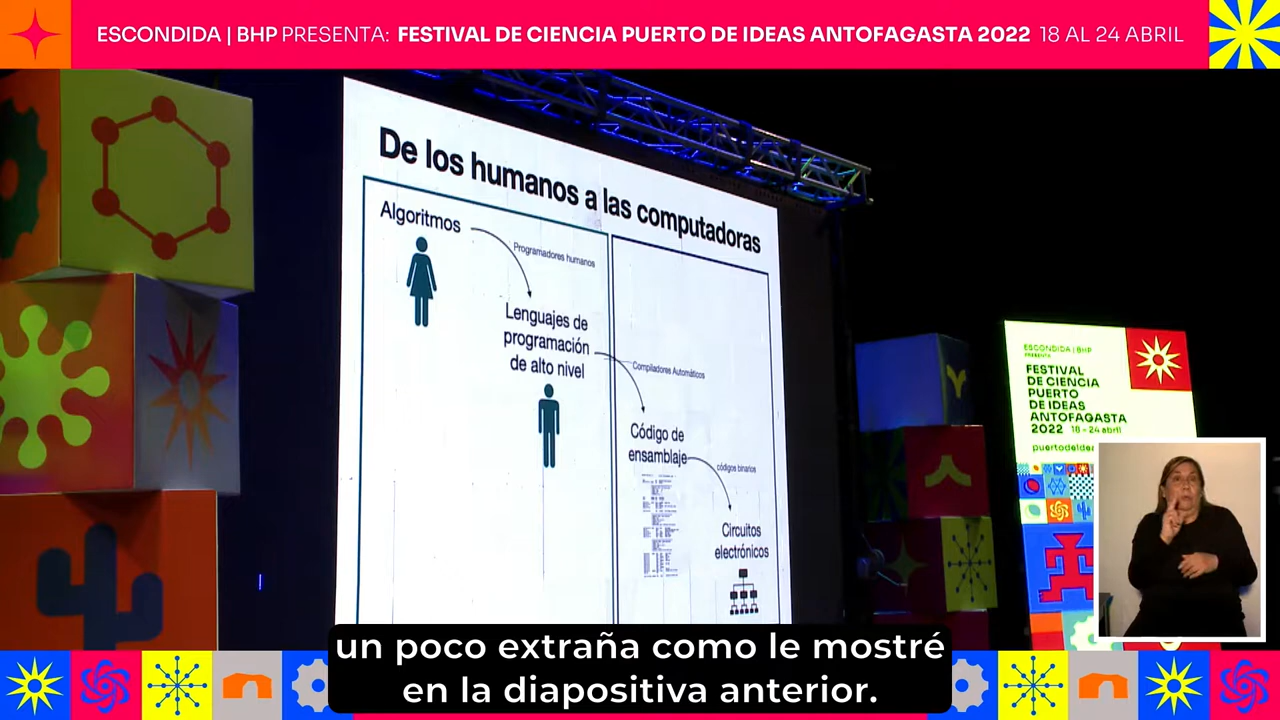 ESCONDIDA | BHP PRESENTA: FESTIVAL DE CIENCIA PUERTO DE IDEAS ANTOFAGASTA 2022 18 AL 24 ABRIL
De los humanos a las computadoras
Algoritmos
Programadores humanos
Lenguajes de
programación
de alto nivel
Compiladores Automáticos
Código de
ensamblaje
códigos binarios
Circuitos
electrónicos
ESCONDIDA | BHP
PRESENTA
FESTIVAL
DE CIENCIA
PUERTO
DE IDEAS
ANTOFAGASTA
2022 18 - 24 abril
un poco extraña como le mostré
en la diapositiva anterior.